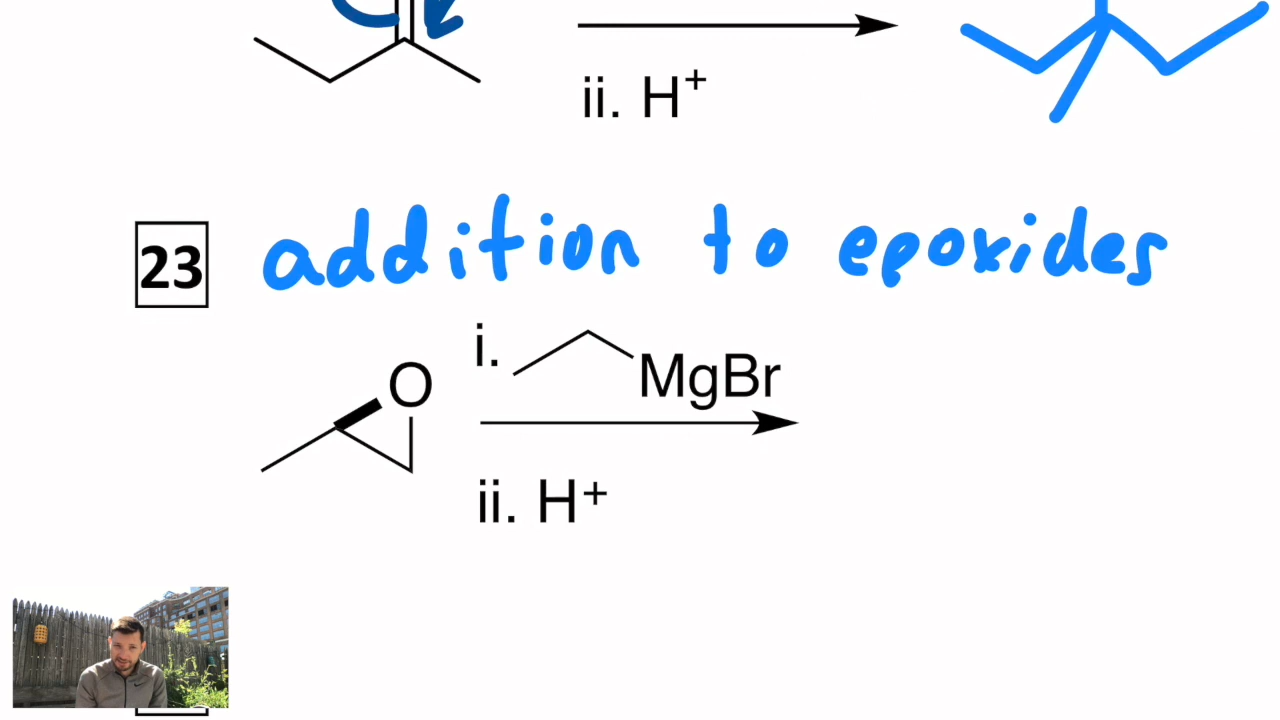 ii. H+
23 addition to epoxides
i. MgBr
O
ii. H+